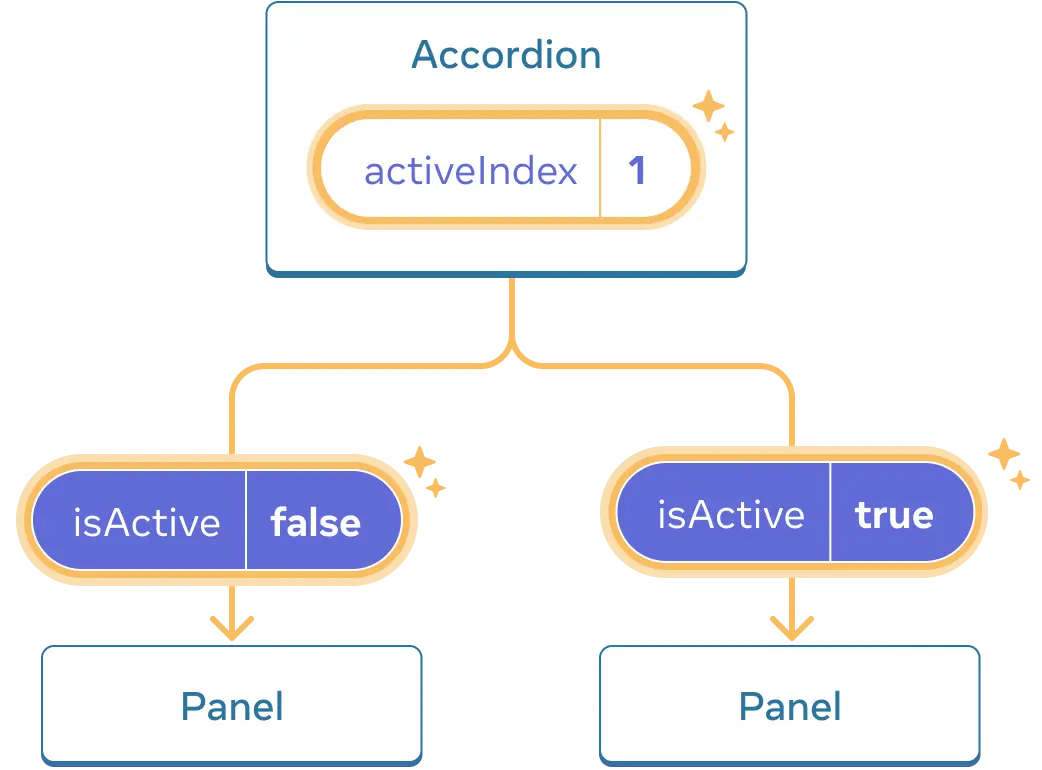 Accordion
activeIndex 1
isActive false
isActive true
Panel
Panel